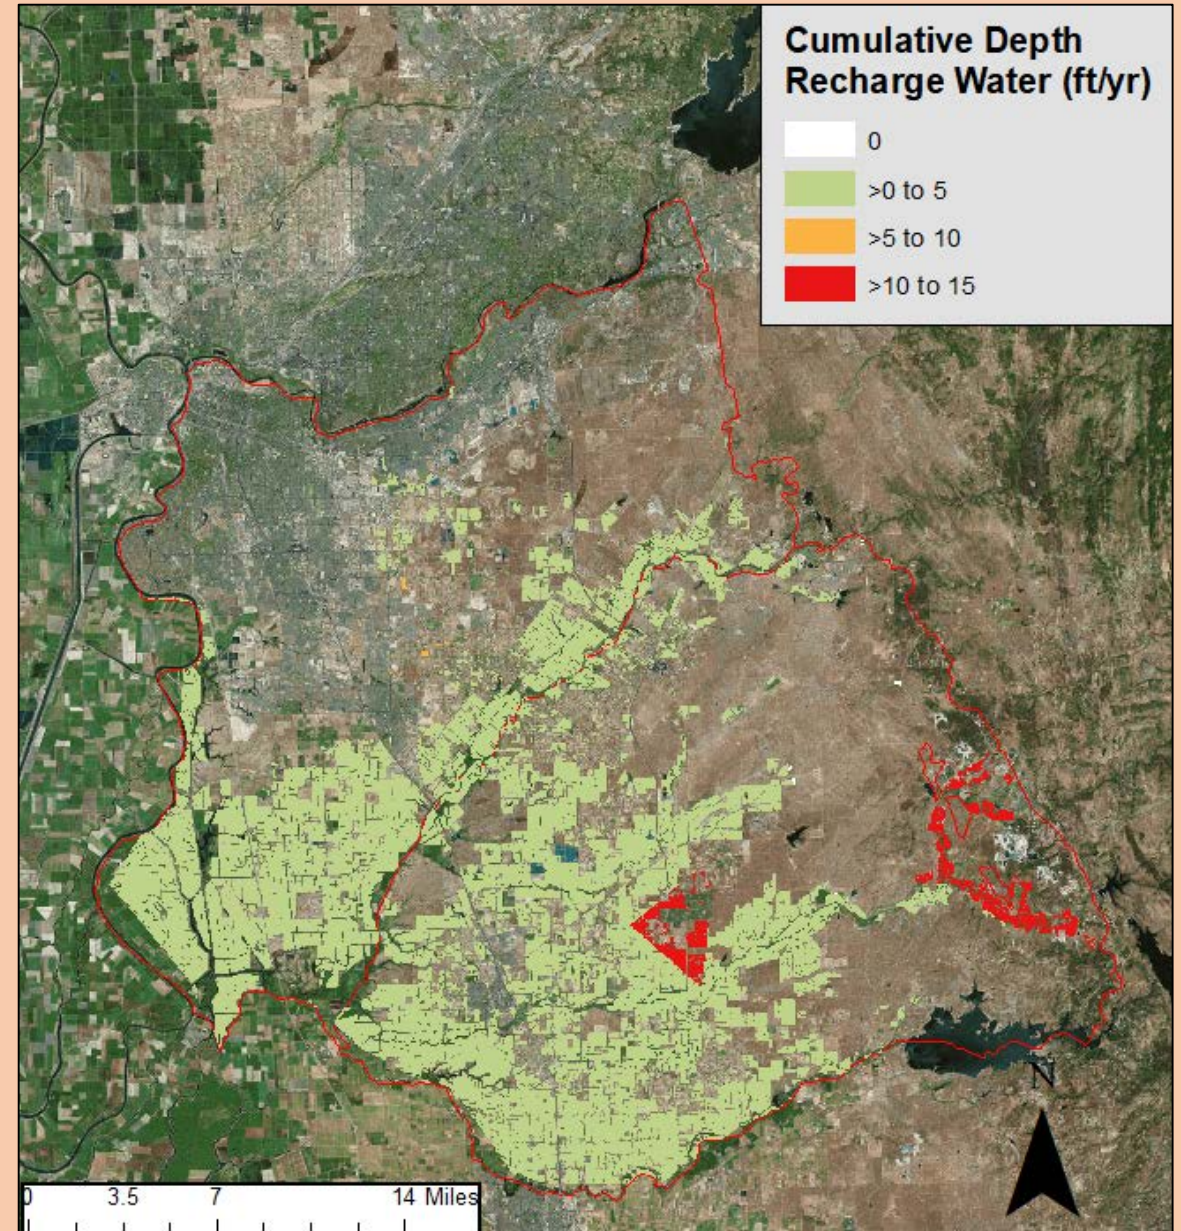 Cumulative Depth
Recharge Water (ft/yr)
0
>0 to 5
>5 to 10
>10 to 15
N
0 3.5 7 14 Miles